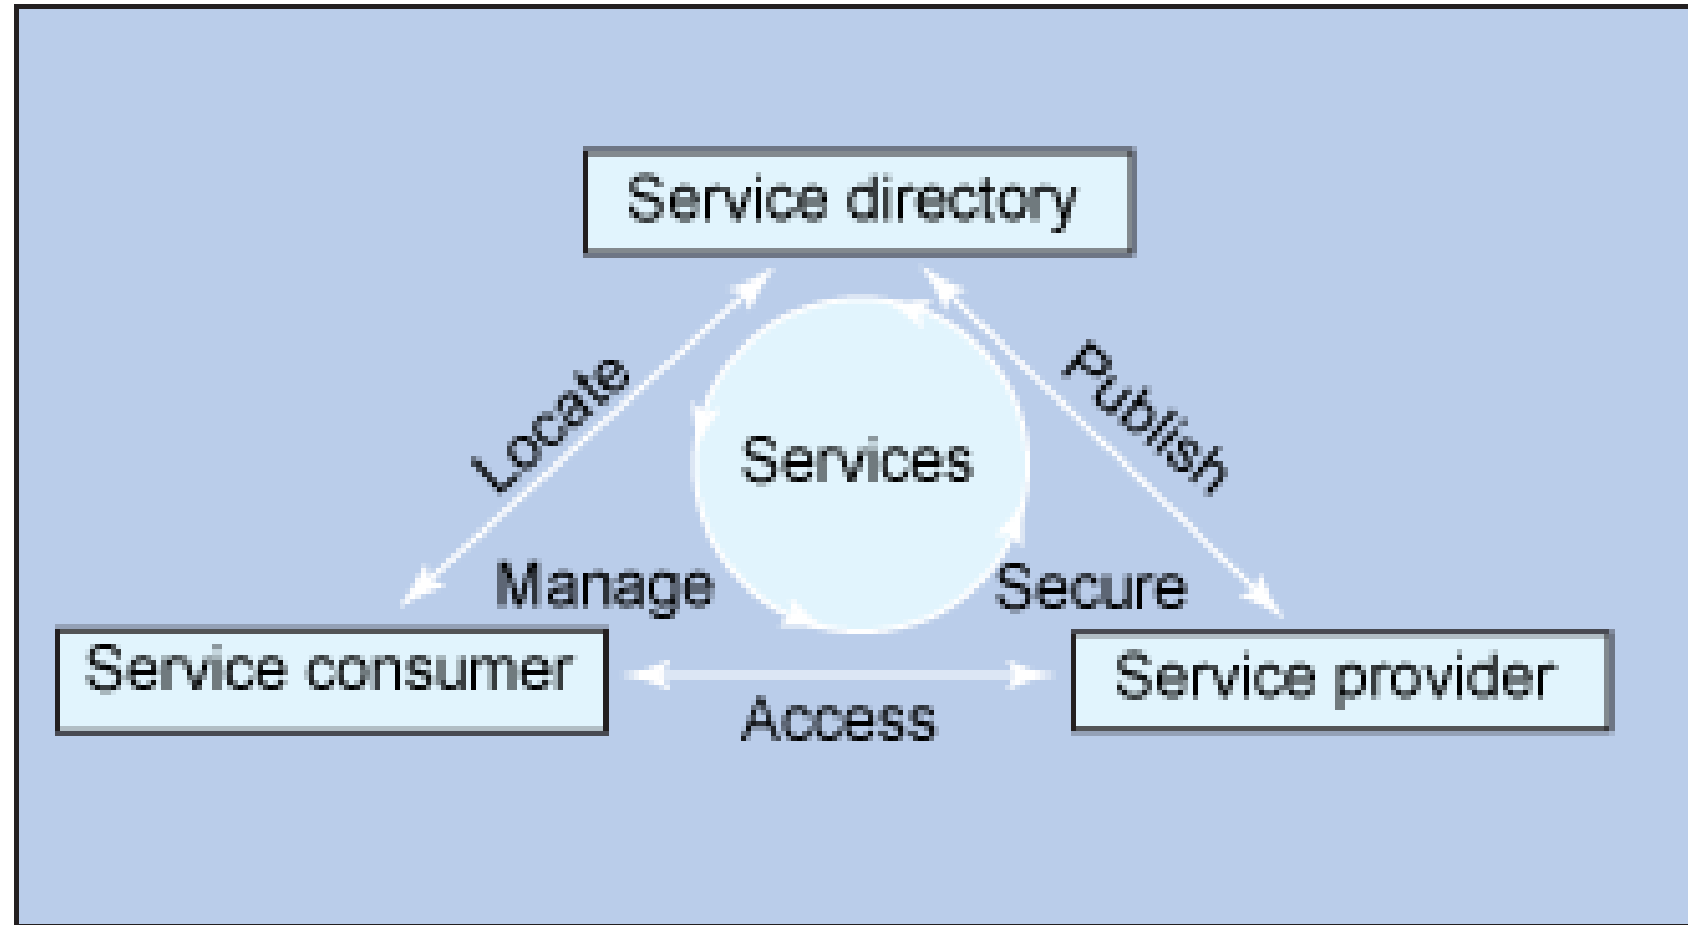 Service directory
Locate
Publish
Services
Manage
Secure
Service consumer
Service provider
Access